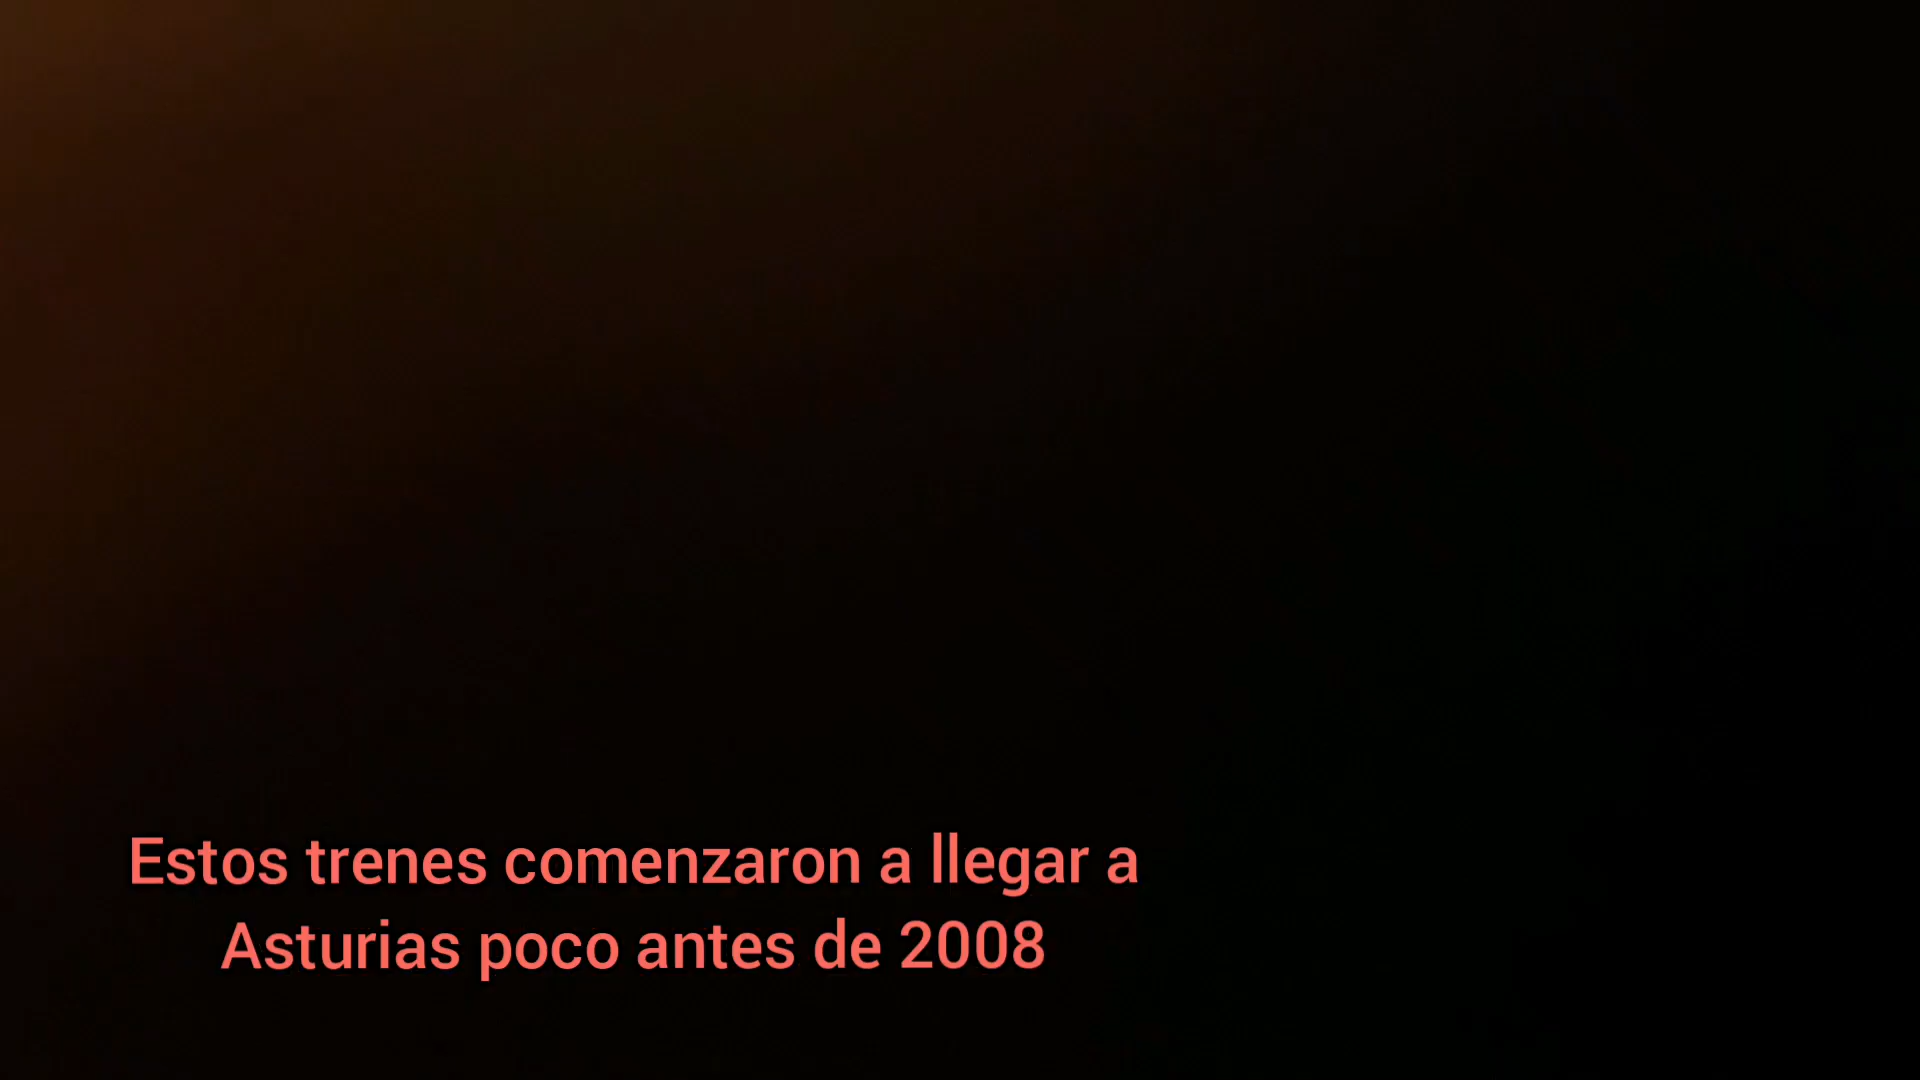 Estos trenes comenzaron a llegar a
Asturias poco antes de 2008